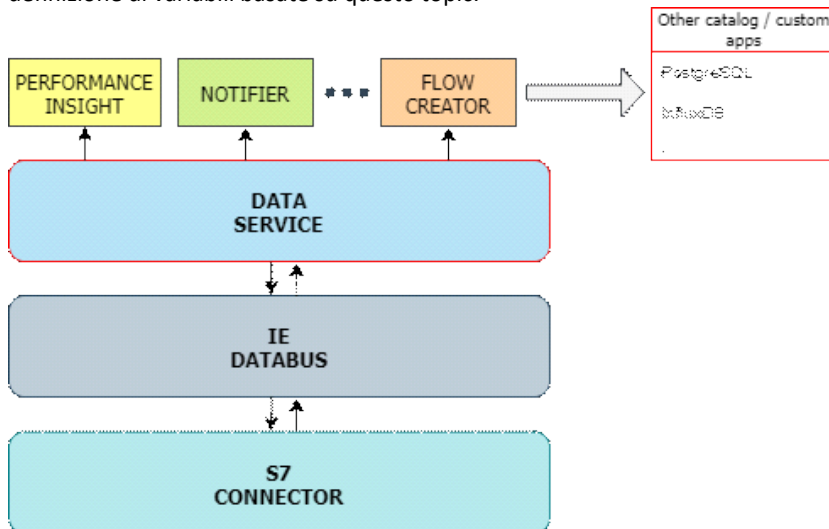 definizione di variabili basate su questo topic.
Other catalog / custom
apps
PERFORMANCE
INSIGHT
NOTIFIER
FLOW
CREATOR
PostgreSQL
InfluxDB
.
DATA
SERVICE
IE
DATABUS
S7
CONNECTOR